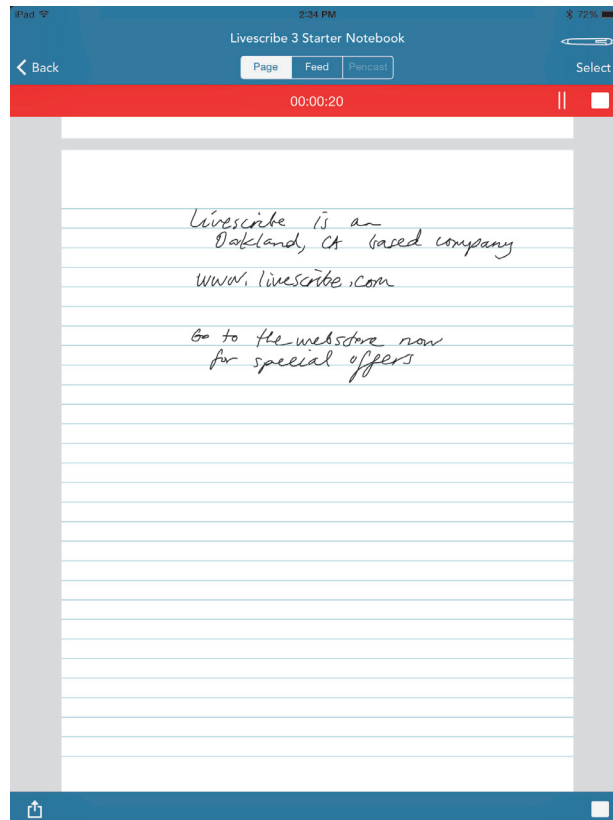 iPad 2:34 PM 72%
Livescribe 3 Starter Notebook
Back Page Feed Pencast Select
00:00:20
Livescribe is an
Oakland, CA based company
www.livescribe.com
Go to the webstore now
for special offers